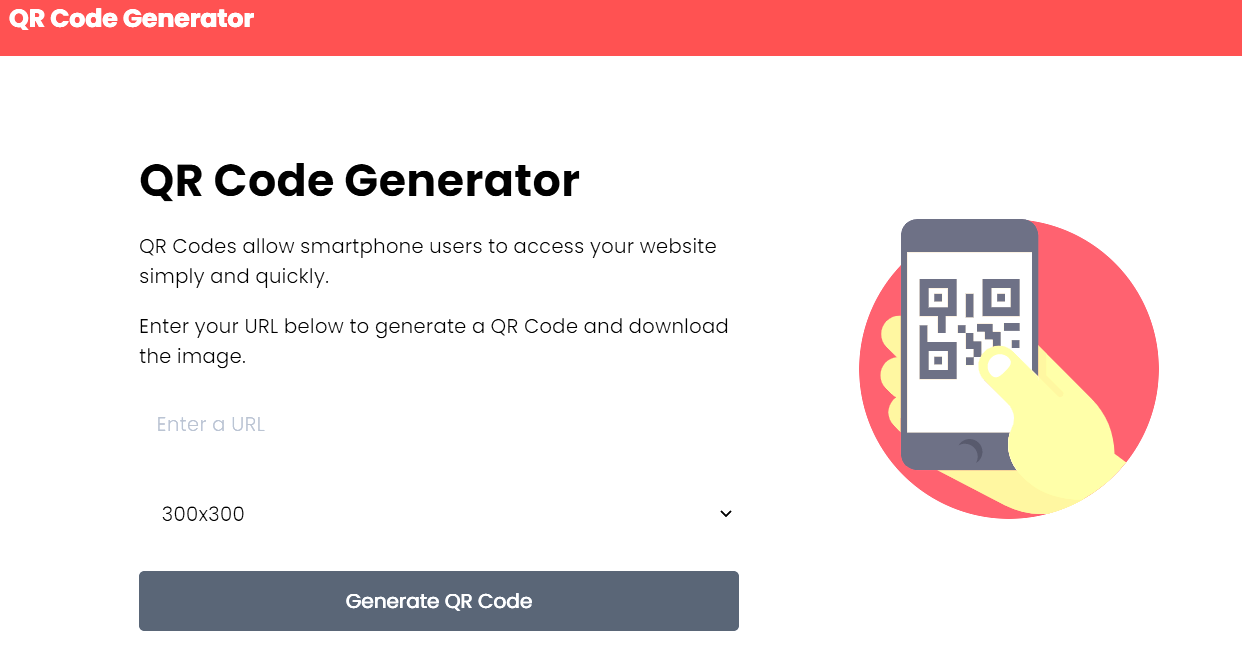 QR Code Generator
QR Code Generator
QR Codes allow smartphone users to access your website
simply and quickly.
Enter your URL below to generate a QR Code and download
the image.
Enter a URL
300x300
Generate QR Code